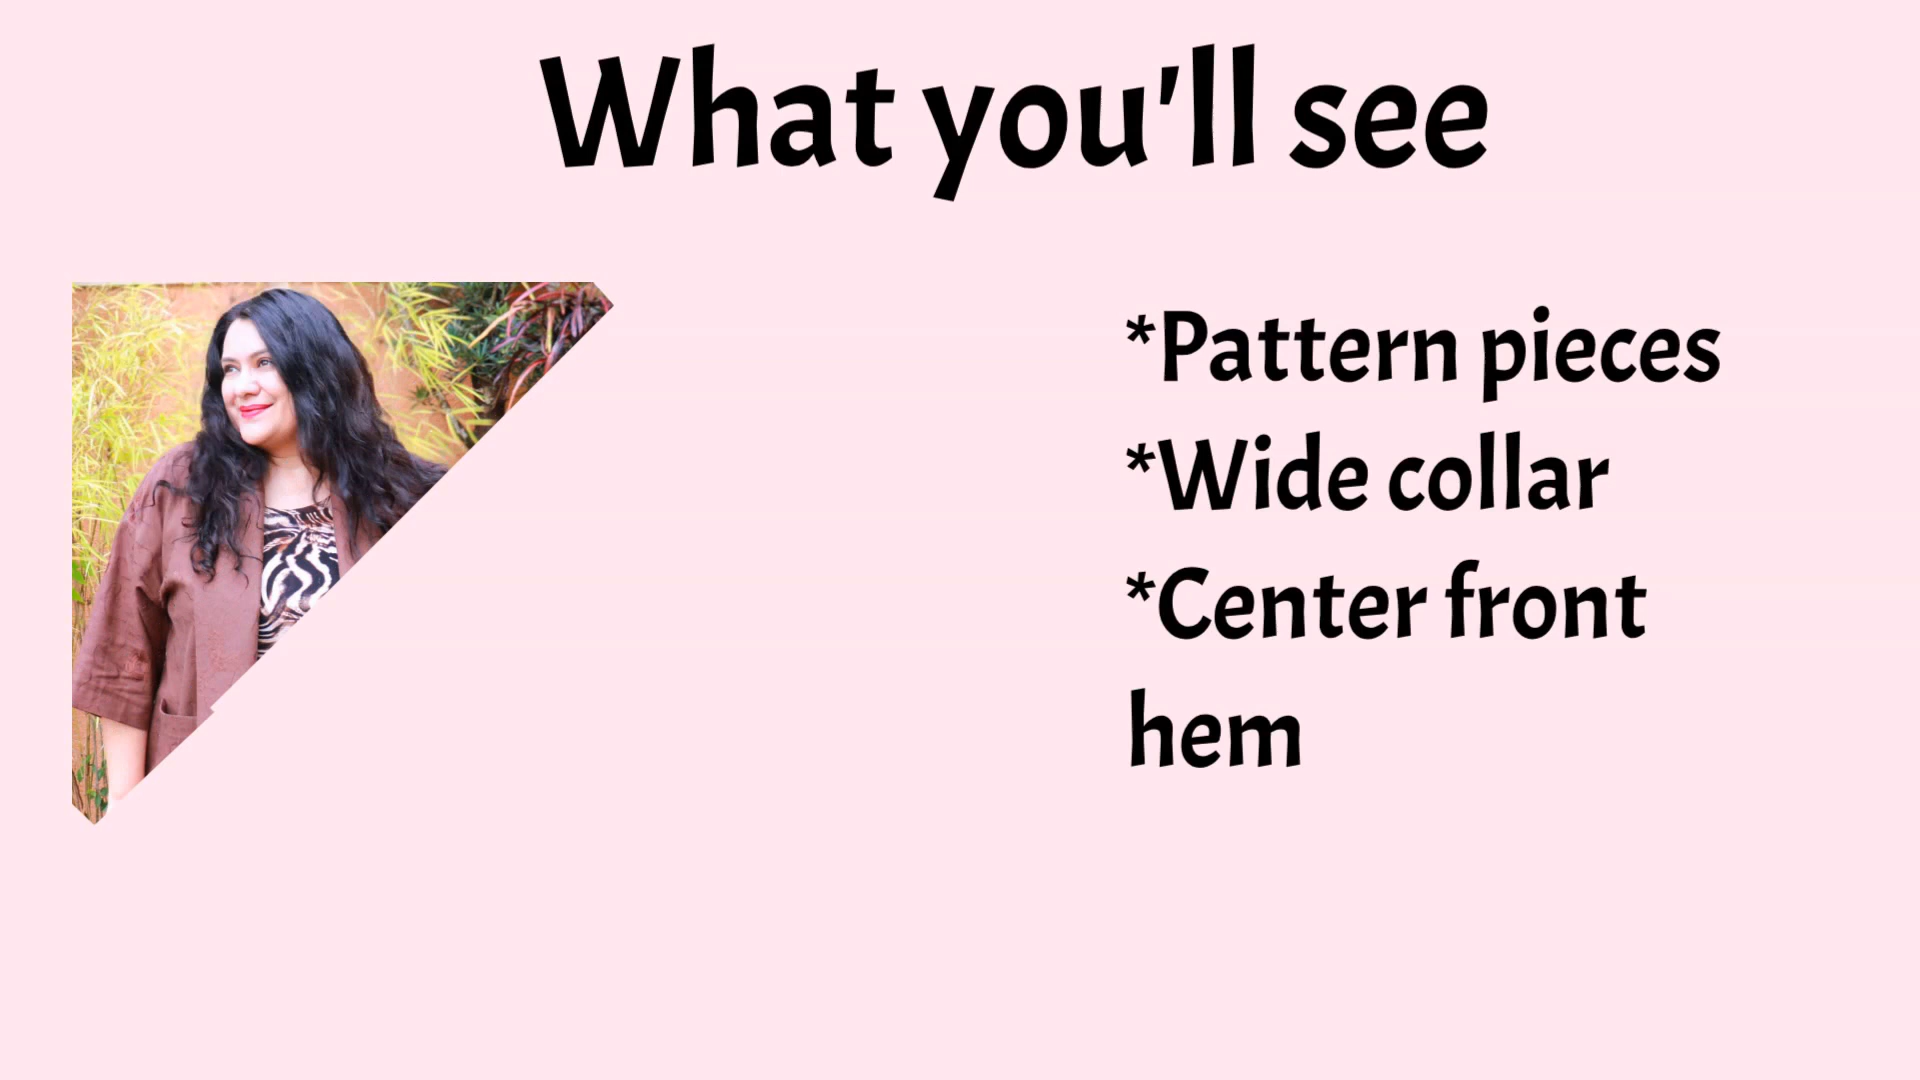 What you'll see
*Pattern pieces
*Wide collar
*Center front
hem